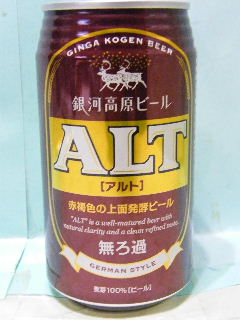 GINGA KOGEN BEER
銀河高原ビール
ALT
[アルト]
赤褐色の上面発酵ビール
"ALT" is a well-matured beer with
natural clarity and a clean refined taste.
無ろ過
GERMAN STYLE
麦芽100%[ビール]